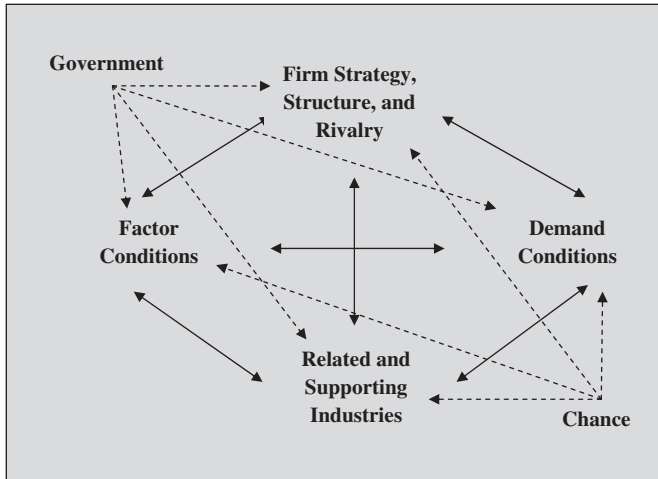 Government
Firm Strategy,
Structure, and
Rivalry
Factor
Conditions
Demand
Conditions
Related and
Supporting
Industries
Chance